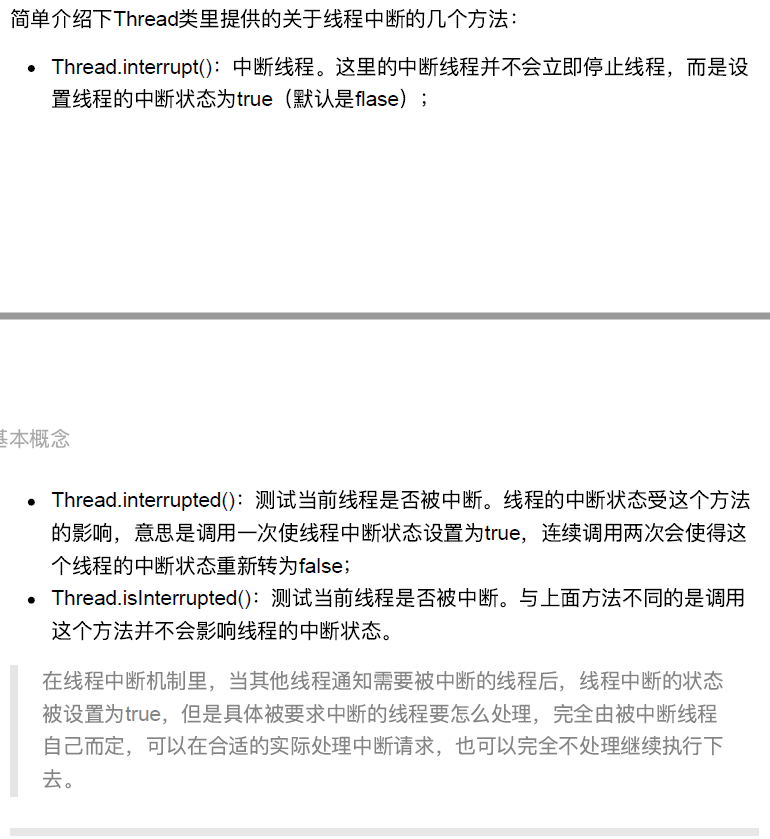 简单介绍下Thread类里提供的关于线程中断的几个方法：
• Thread.interrupt()：中断线程。这里的中断线程并不会立即停止线程，而是设
置线程的中断状态为true（默认是flase）；
基本概念
• Thread.interrupted()：测试当前线程是否被中断。线程的中断状态受这个方法
的影响，意思是调用一次使线程中断状态设置为true，连续调用两次会使得这
个线程的中断状态重新转为false；
• Thread.isInterrupted()：测试当前线程是否被中断。与上面方法不同的是调用
这个方法并不会影响线程的中断状态。
在线程中断机制里，当其他线程通知需要被中断的线程后，线程中断的状态
被设置为true，但是具体被要求中断的线程要怎么处理，完全由被中断线程
自己而定，可以在合适的实际处理中断请求，也可以完全不处理继续执行下
去。